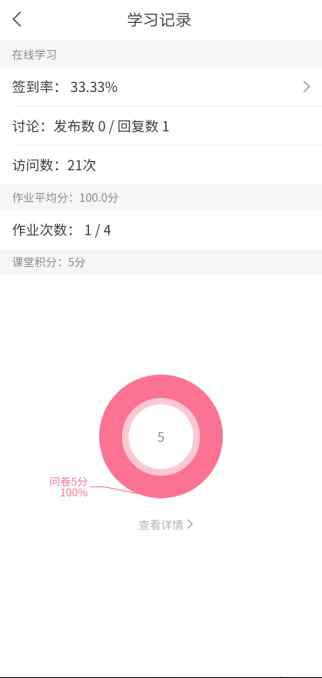 学习记录
在线学习
签到率： 33.33%
讨论：发布数 0 / 回复数 1
访问数：21次
作业平均分：100.0分
作业次数： 1 / 4
课堂积分：5分
5
问卷5分
100%
查看详情